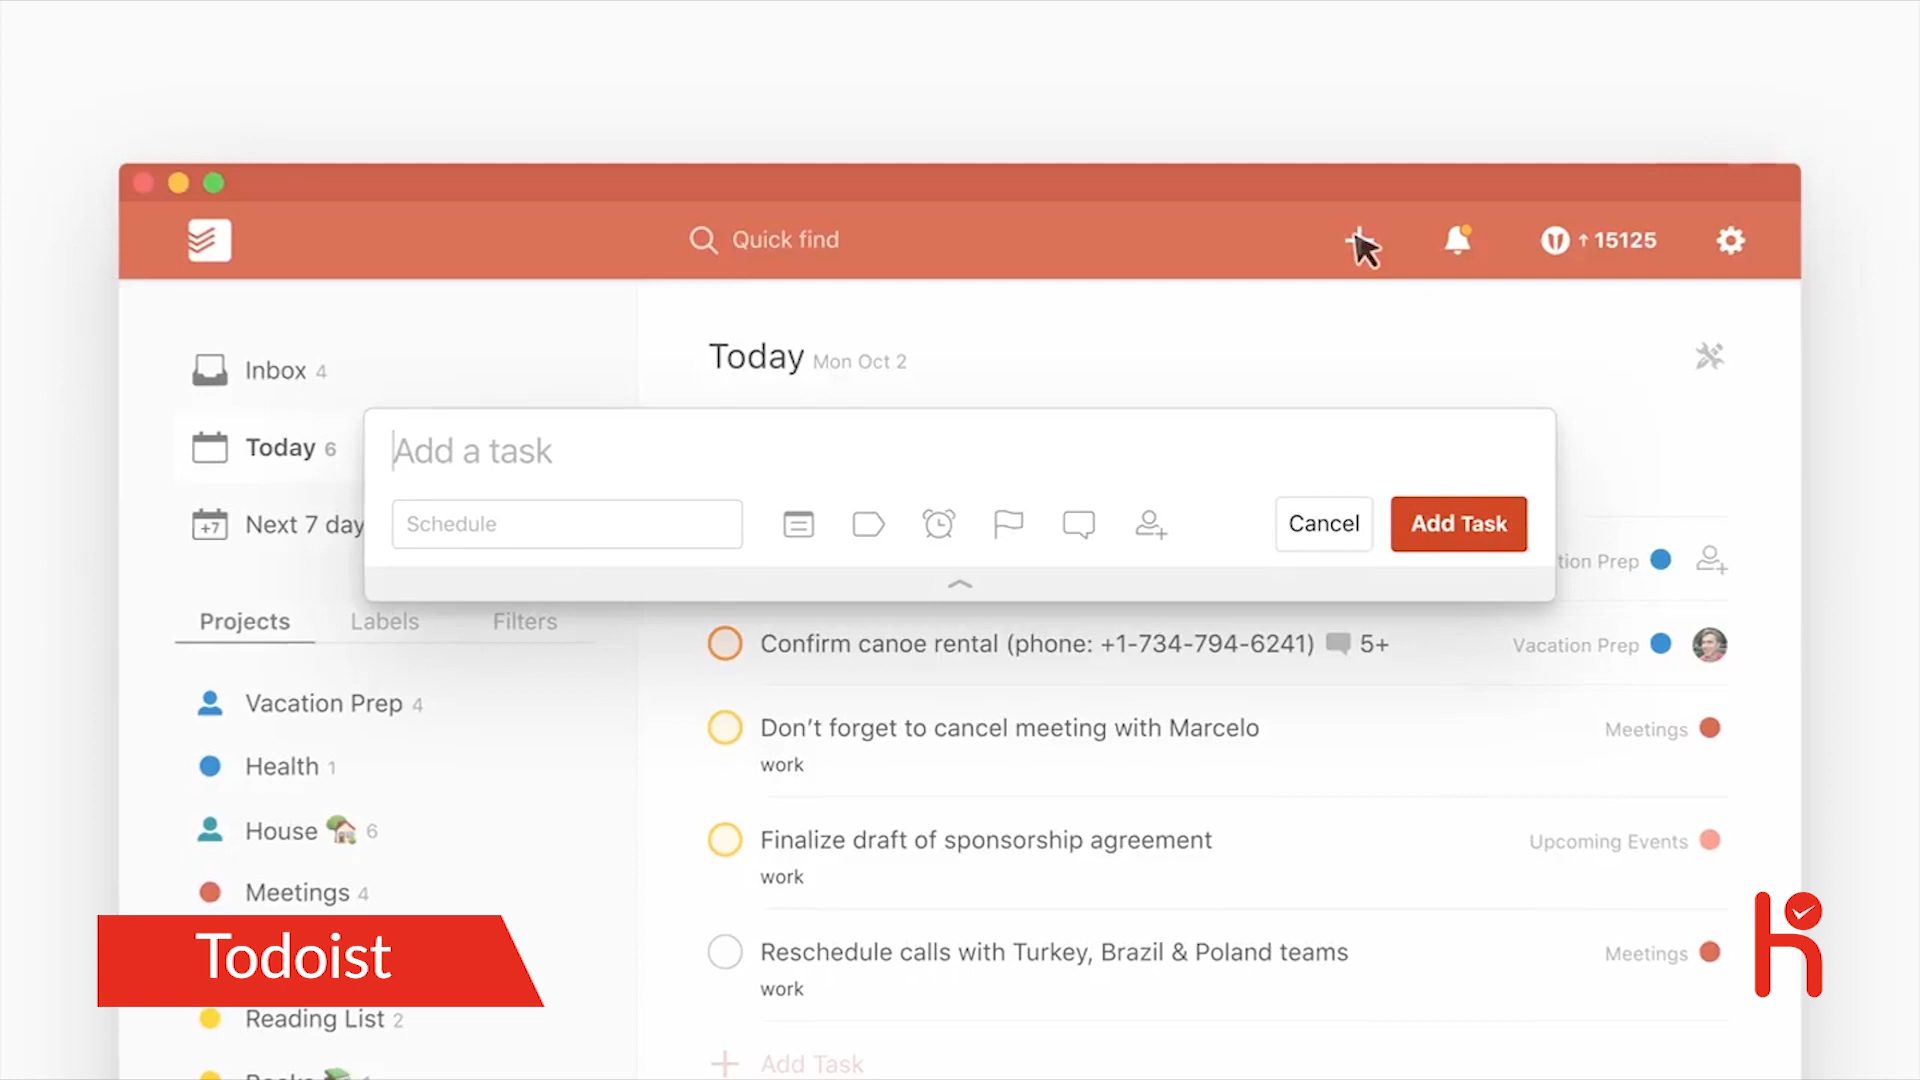 Quick find
↑ 15125
Inbox 4
Today 6
+7 Next 7 day
Projects Labels Filters
Vacation Prep 4
Health 1
House 6
Meetings 4
Todoist
Reading List 2
Today Mon Oct 2
Add a task
Schedule
Cancel
Add Task
tion Prep
Confirm canoe rental (phone: +1-734-794-6241) 5+
Vacation Prep
Don’t forget to cancel meeting with Marcelo
work
Meetings
Finalize draft of sponsorship agreement
work
Upcoming Events
Reschedule calls with Turkey, Brazil & Poland teams
work
Meetings
Add Task
h